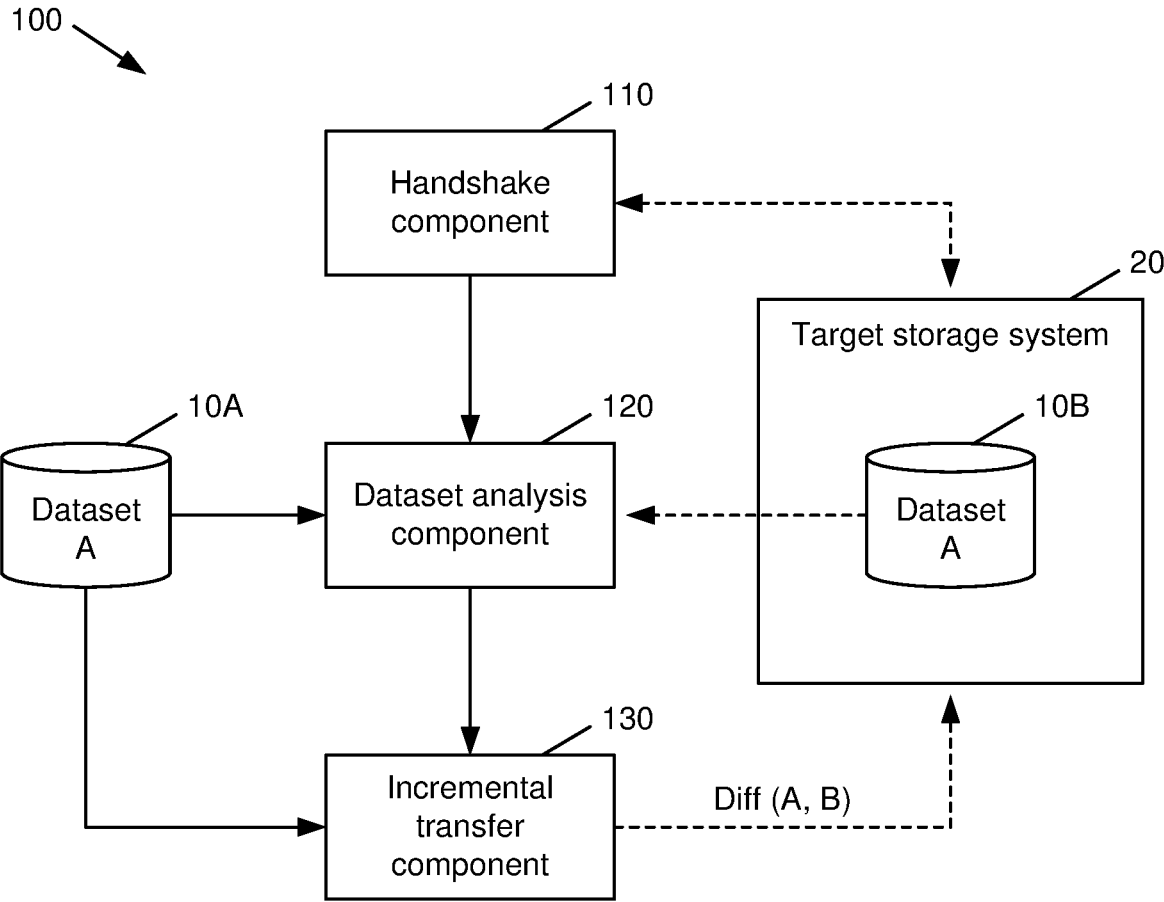 100
110
Handshake
component
20
Target storage system
10A
120
10B
Dataset
A
Dataset analysis
component
Dataset
A
130
Incremental
transfer
component
Diff (A, B)